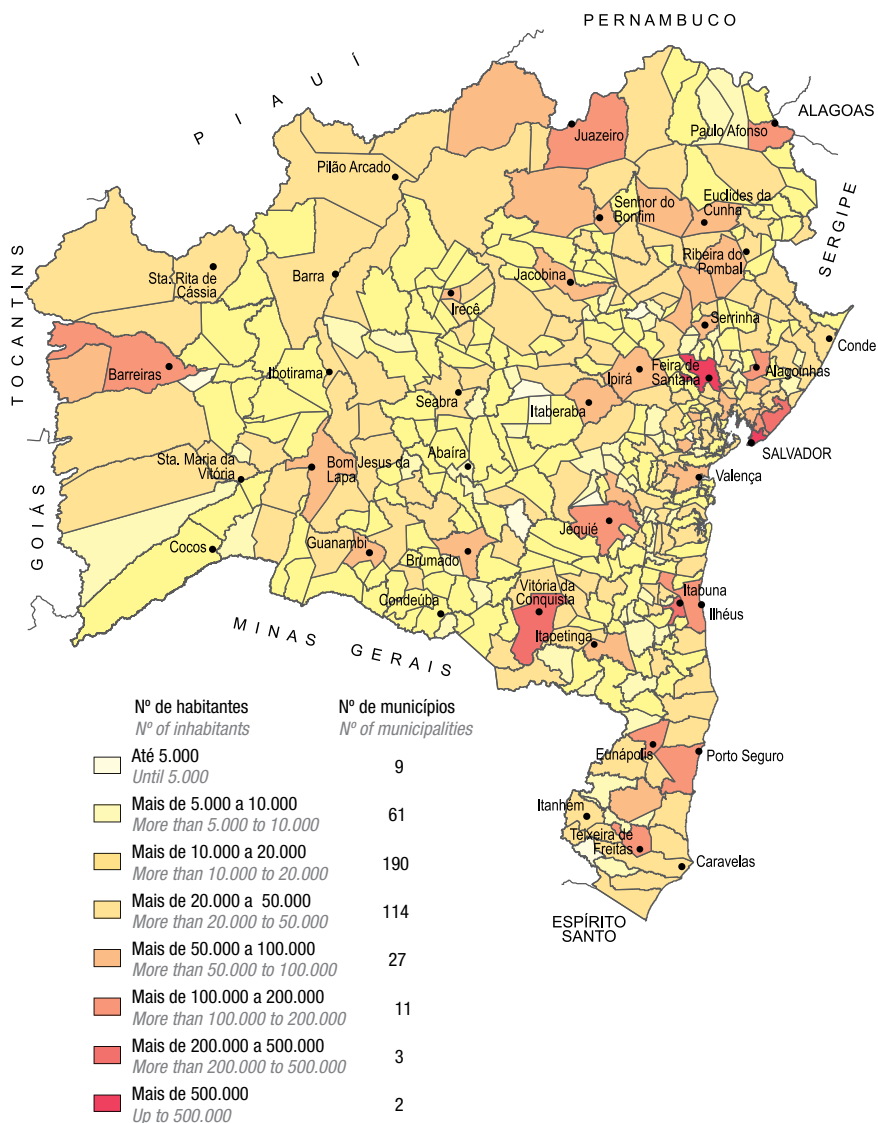 PERNAMBUCO
PIAUÍ
ALAGOAS
Juazeiro
Paulo Afonso
Pilão Arcado
Senhor do
Bonfim
Euclides da
Cunha
SERGIPE
TOCANTINS
Sta. Rita de
Cássia
Barra
Jacobina
Ribeira do
Pombal
Irecê
Serrinha
Conde
Barreiras
Ibotirama
Seabra
Ipirá
Feira de
Santana
Alagoinhas
Itaberaba
SALVADOR
Sta. Maria da
Vitória
Bom Jesus da
Lapa
Abaíra
Valença
GOIÁS
Cocos
Guanambi
Brumado
Jequié
Condeúba
Vitória da
Conquista
Itabuna
Ilhéus
MINAS GERAIS
Itapetinga
Eunápolis
Porto Seguro
Itanhém
Teixeira de
Freitas
Caravelas
ESPÍRITO
SANTO
Nº de habitantes Nº de municípios
Nº of inhabitants Nº of municipalities
Até 5.000 9
Until 5.000
Mais de 5.000 a 10.000 61
More than 5.000 to 10.000
Mais de 10.000 a 20.000 190
More than 10.000 to 20.000
Mais de 20.000 a 50.000 114
More than 20.000 to 50.000
Mais de 50.000 a 100.000 27
More than 50.000 to 100.000
Mais de 100.000 a 200.000 11
More than 100.000 to 200.000
Mais de 200.000 a 500.000 3
More than 200.000 to 500.000
Mais de 500.000 2
Up to 500.000